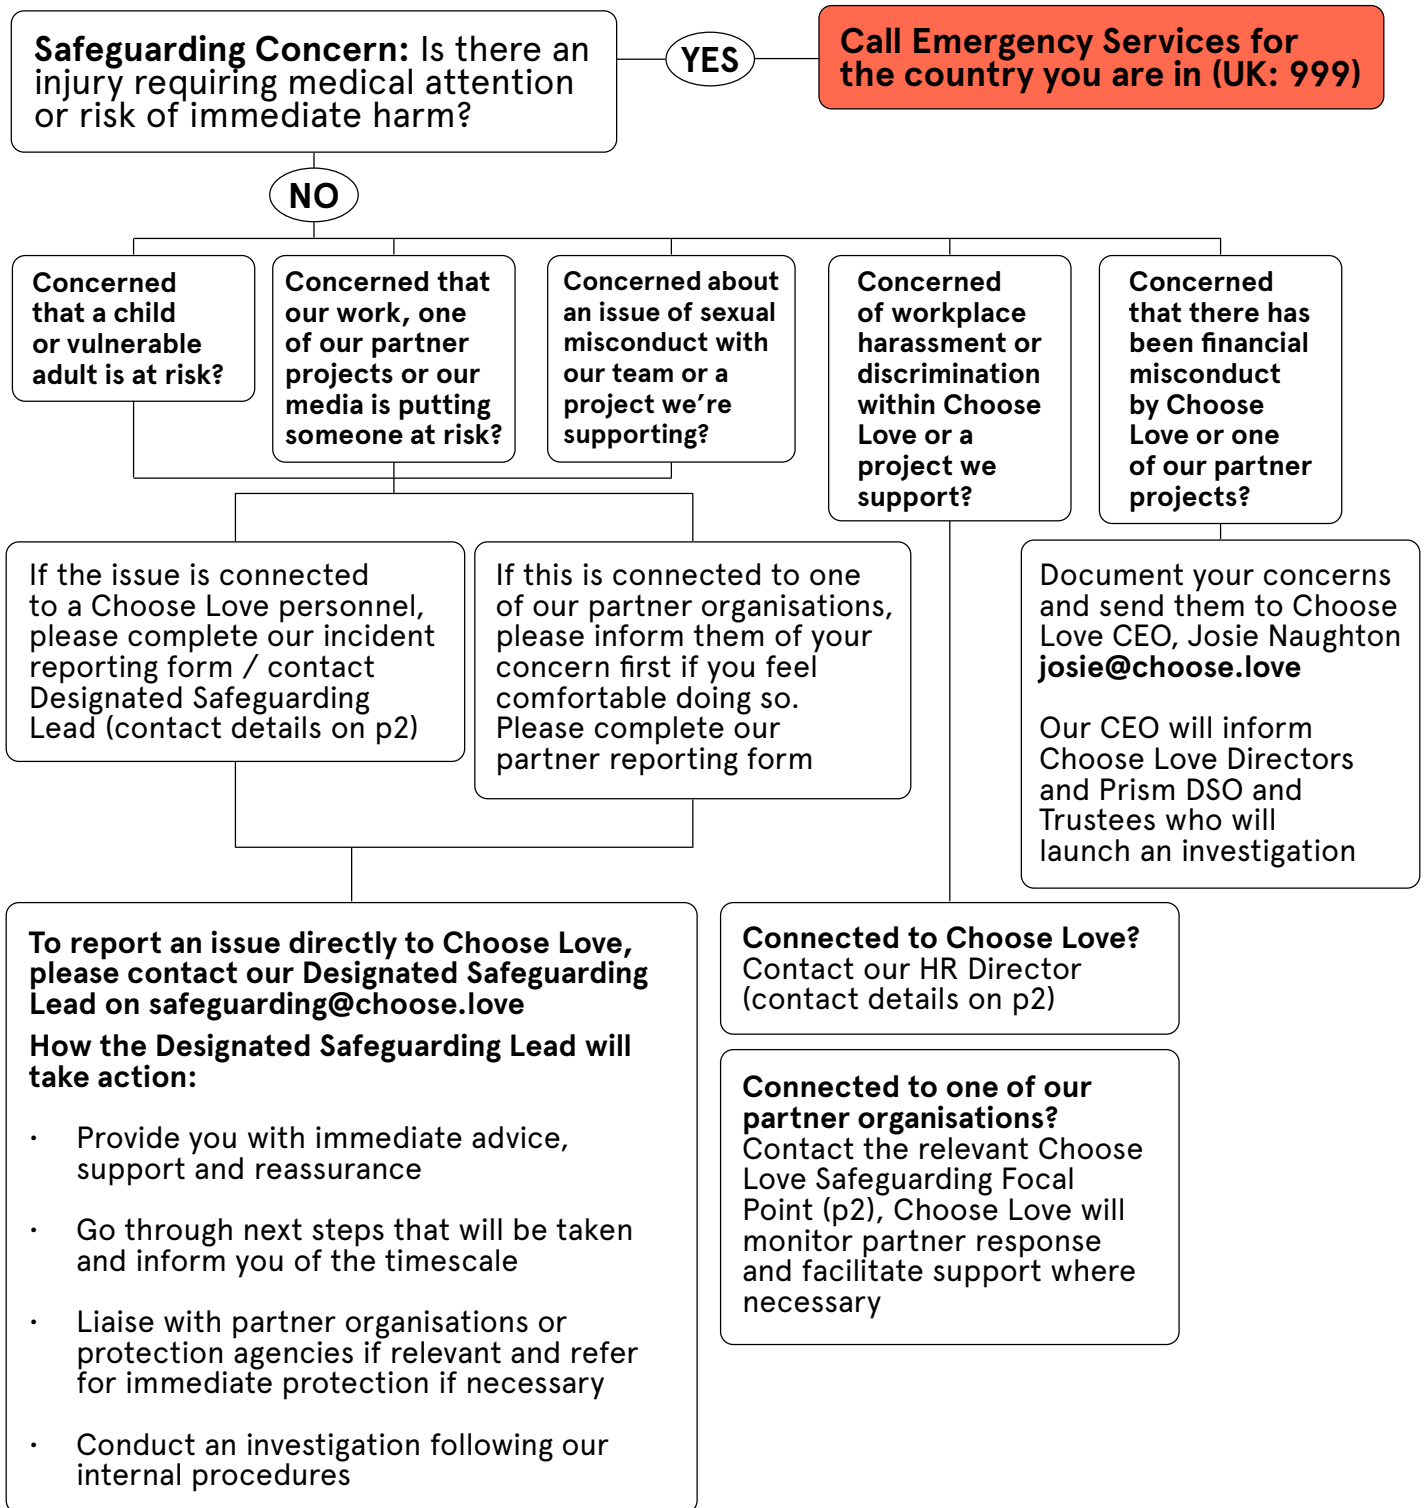 Safeguarding Concern: Is there an
injury requiring medical attention
or risk of immediate harm?
YES
Call Emergency Services for
the country you are in (UK: 999)
NO
Concerned
that a child
or vulnerable
adult is at risk?
Concerned that
our work, one
of our partner
projects or our
media is putting
someone at risk?
Concerned about
an issue of sexual
misconduct with
our team or a
project we’re
supporting?
Concerned
of workplace
harassment or
discrimination
within Choose
Love or a
project we
support?
Concerned
that there has
been financial
misconduct
by Choose
Love or one
of our partner
projects?
If the issue is connected
to a Choose Love personnel,
please complete our incident
reporting form / contact
Designated Safeguarding
Lead (contact details on p2)
If this is connected to one
of our partner organisations,
please inform them of your
concern first if you feel
comfortable doing so.
Please complete our
partner reporting form
Document your concerns
and send them to Choose
Love CEO, Josie Naughton
josie@choose.love
Our CEO will inform
Choose Love Directors
and Prism DSO and
Trustees who will
launch an investigation
To report an issue directly to Choose Love,
please contact our Designated Safeguarding
Lead on safeguarding@choose.love
How the Designated Safeguarding Lead will
take action:
· Provide you with immediate advice,
support and reassurance
· Go through next steps that will be taken
and inform you of the timescale
· Liaise with partner organisations or
protection agencies if relevant and refer
for immediate protection if necessary
· Conduct an investigation following our
internal procedures
Connected to Choose Love?
Contact our HR Director
(contact details on p2)
Connected to one of our
partner organisations?
Contact the relevant Choose
Love Safeguarding Focal
Point (p2), Choose Love will
monitor partner response
and facilitate support where
necessary